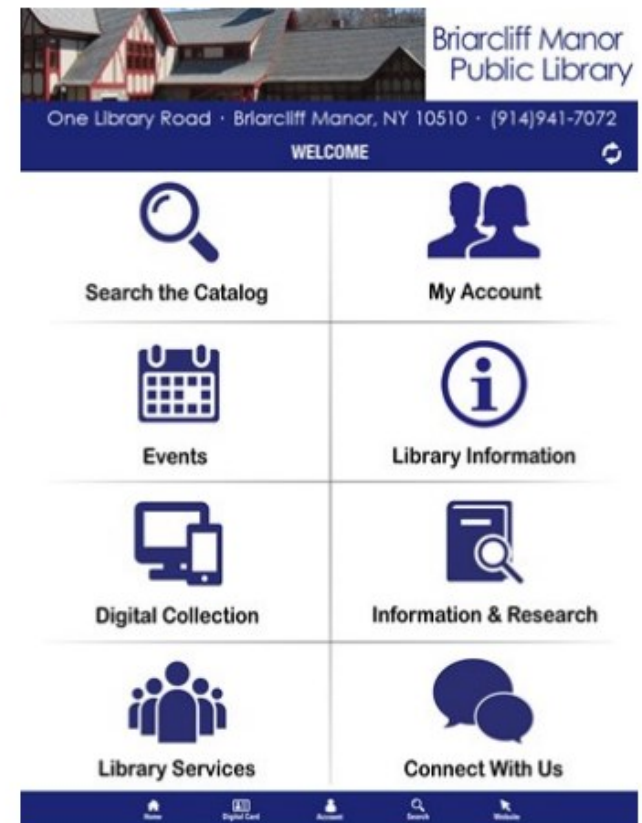 Briarcliff Manor
Public Library
One Library Road · Briarcliff Manor, NY 10510 · (914)941-7072
WELCOME
Search the Catalog
My Account
Events
Library Information
Digital Collection
Information & Research
Library Services
Connect With Us
Home
Digital Card
Account
Search
Website